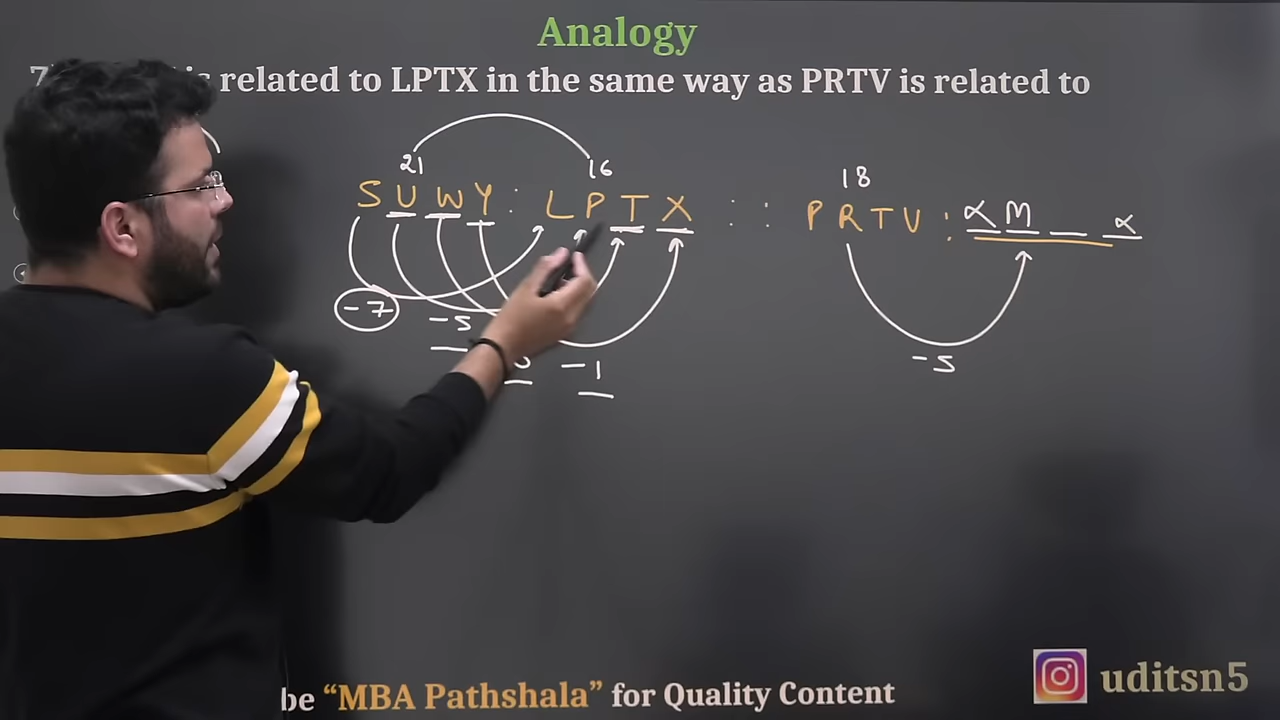 Analogy
is related to LPTX in the same way as PRTV is related to
21 16 18
S U W Y : L P T X : : P R T V : α M _ _ α
-7 -5 -1 -5
be “MBA Pathshala” for Quality Content
uditsn5